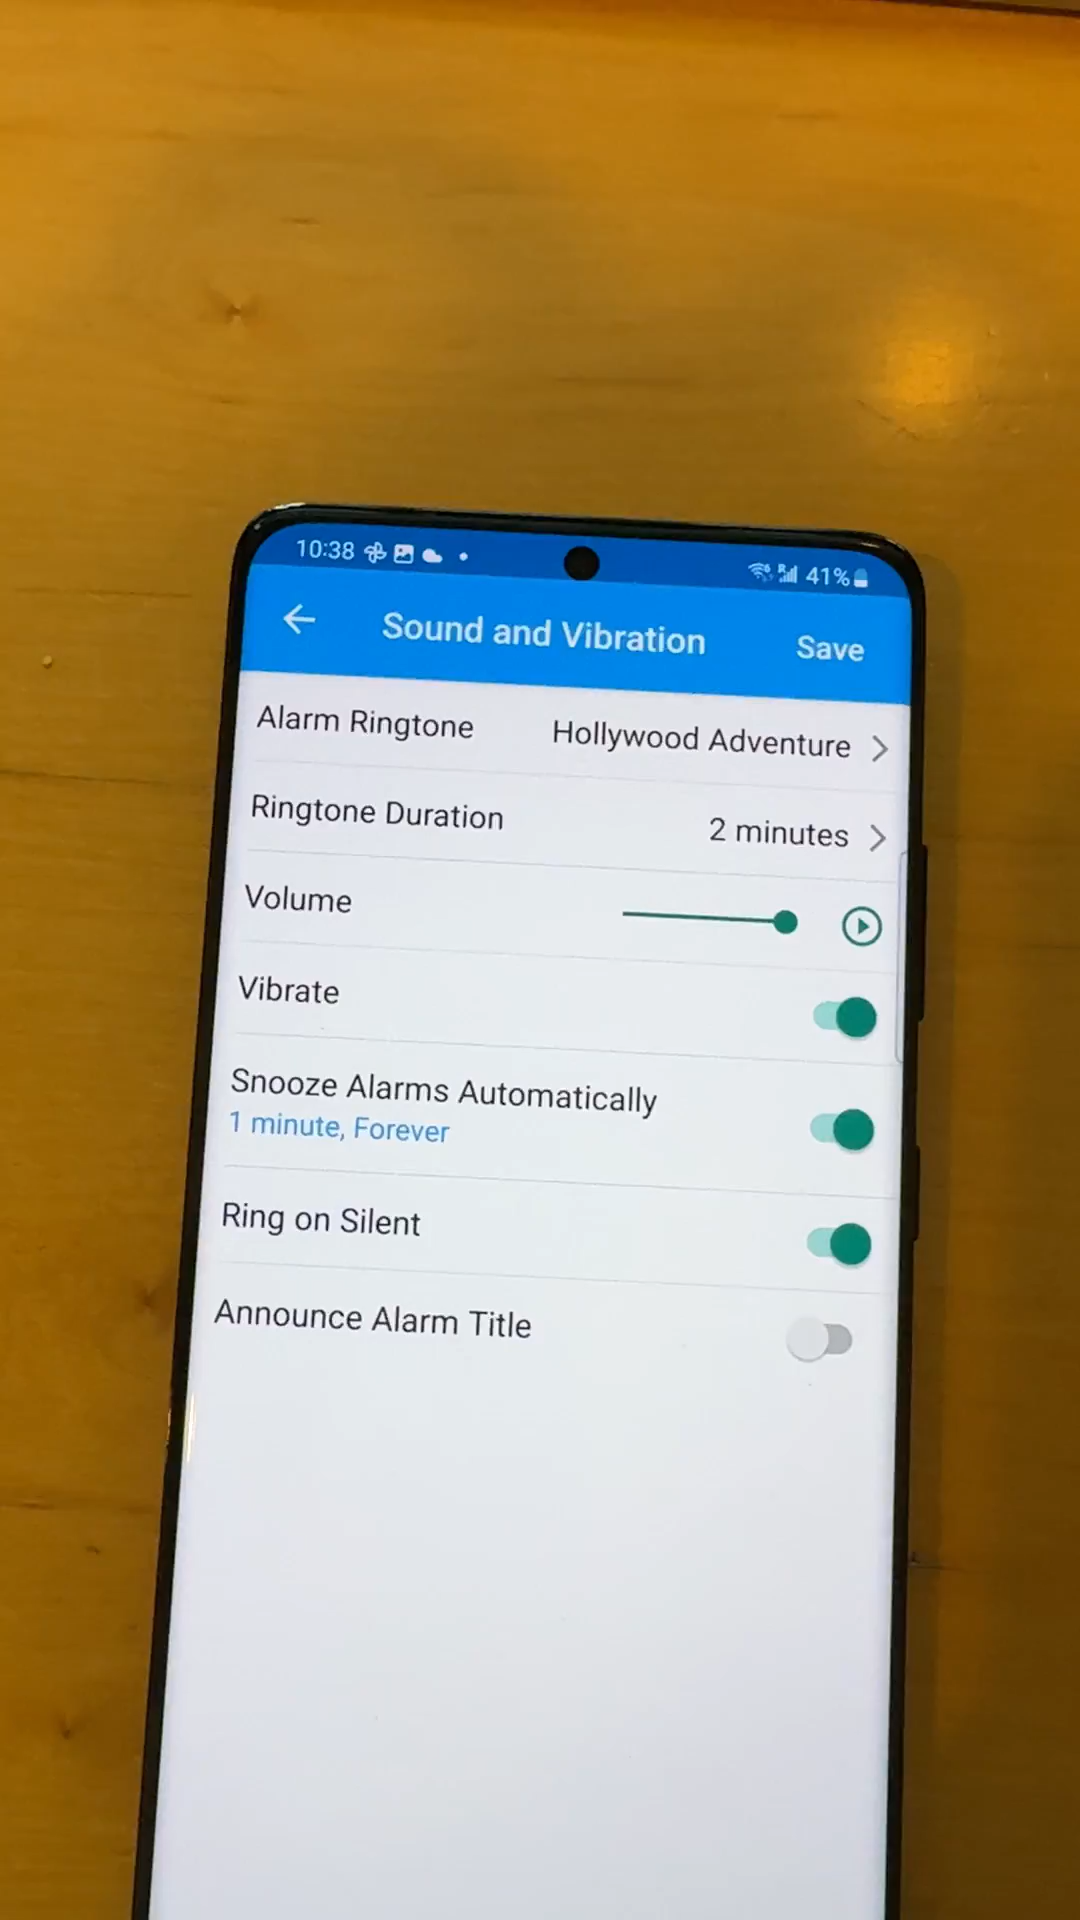 10:38 41%
Sound and Vibration Save
Alarm Ringtone Hollywood Adventure
Ringtone Duration 2 minutes
Volume
Vibrate
Snooze Alarms Automatically
1 minute, Forever
Ring on Silent
Announce Alarm Title